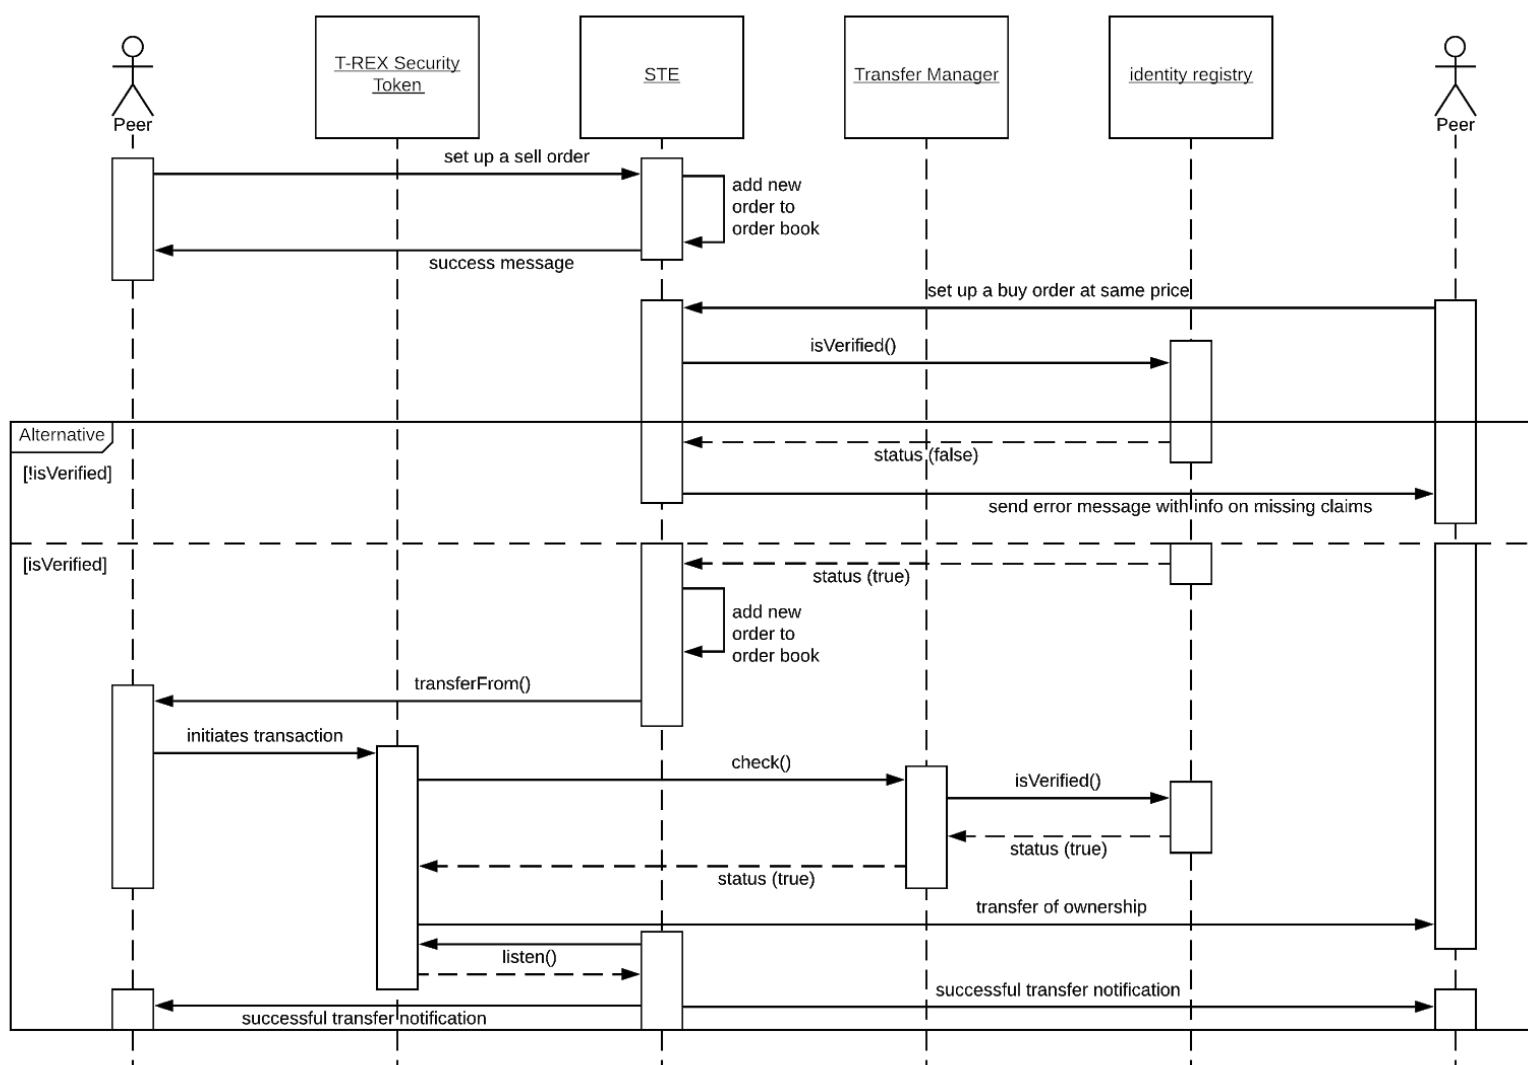 T-REX Security
Token
STE
Transfer Manager
identity registry
Peer
Peer
set up a sell order
add new
order to
order book
success message
set up a buy order at same price
isVerified()
Alternative
status (false)
[!isVerified]
send error message with info on missing claims
[isVerified]
status (true)
add new
order to
order book
transferFrom()
initiates transaction
check()
isVerified()
status (true)
status (true)
transfer of ownership
listen()
successful transfer notification
successful transfer notification